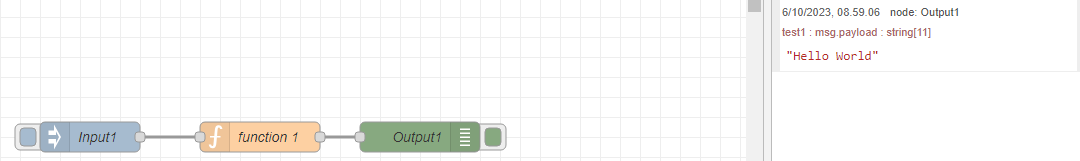 6/10/2023, 08.59.06 node: Output1
test1 : msg.payload : string[11]
"Hello World"
Input1
function 1
Output1